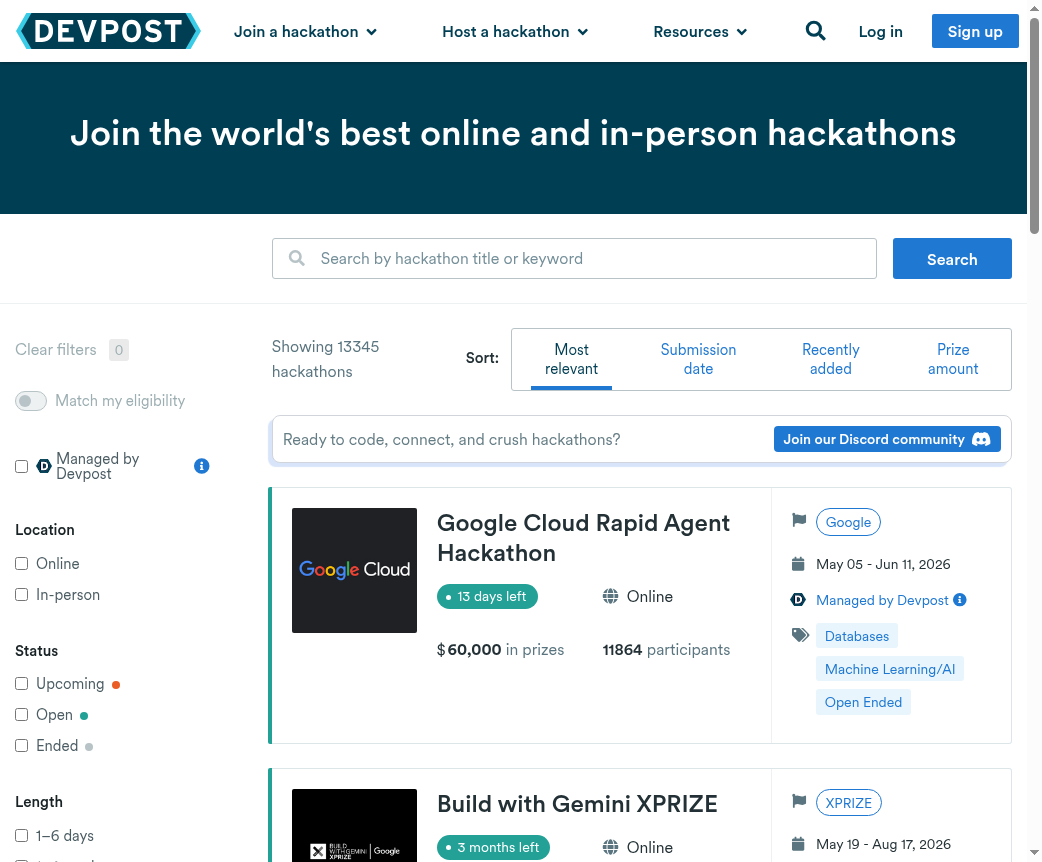 DEVPOST
Join a hackathon
Host a hackathon
Resources
Log in
Sign up
Join the world's best online and in-person hackathons
Search by hackathon title or keyword
Search
Clear filters 0
Match my eligibility
Managed by
Devpost
Location
Online
In-person
Status
Upcoming
Open
Ended
Length
1–6 days
Showing 13345
hackathons
Sort:
Most
relevant
Submission
date
Recently
added
Prize
amount
Ready to code, connect, and crush hackathons?
Join our Discord community
Google Cloud
Google Cloud Rapid Agent
Hackathon
13 days left
Online
$60,000 in prizes
11864 participants
Google
May 05 - Jun 11, 2026
Managed by Devpost
Databases
Machine Learning/AI
Open Ended
BUILD
WITH GEMINI
XPRIZE
Google
Build with Gemini XPRIZE
3 months left
Online
XPRIZE
May 19 - Aug 17, 2026